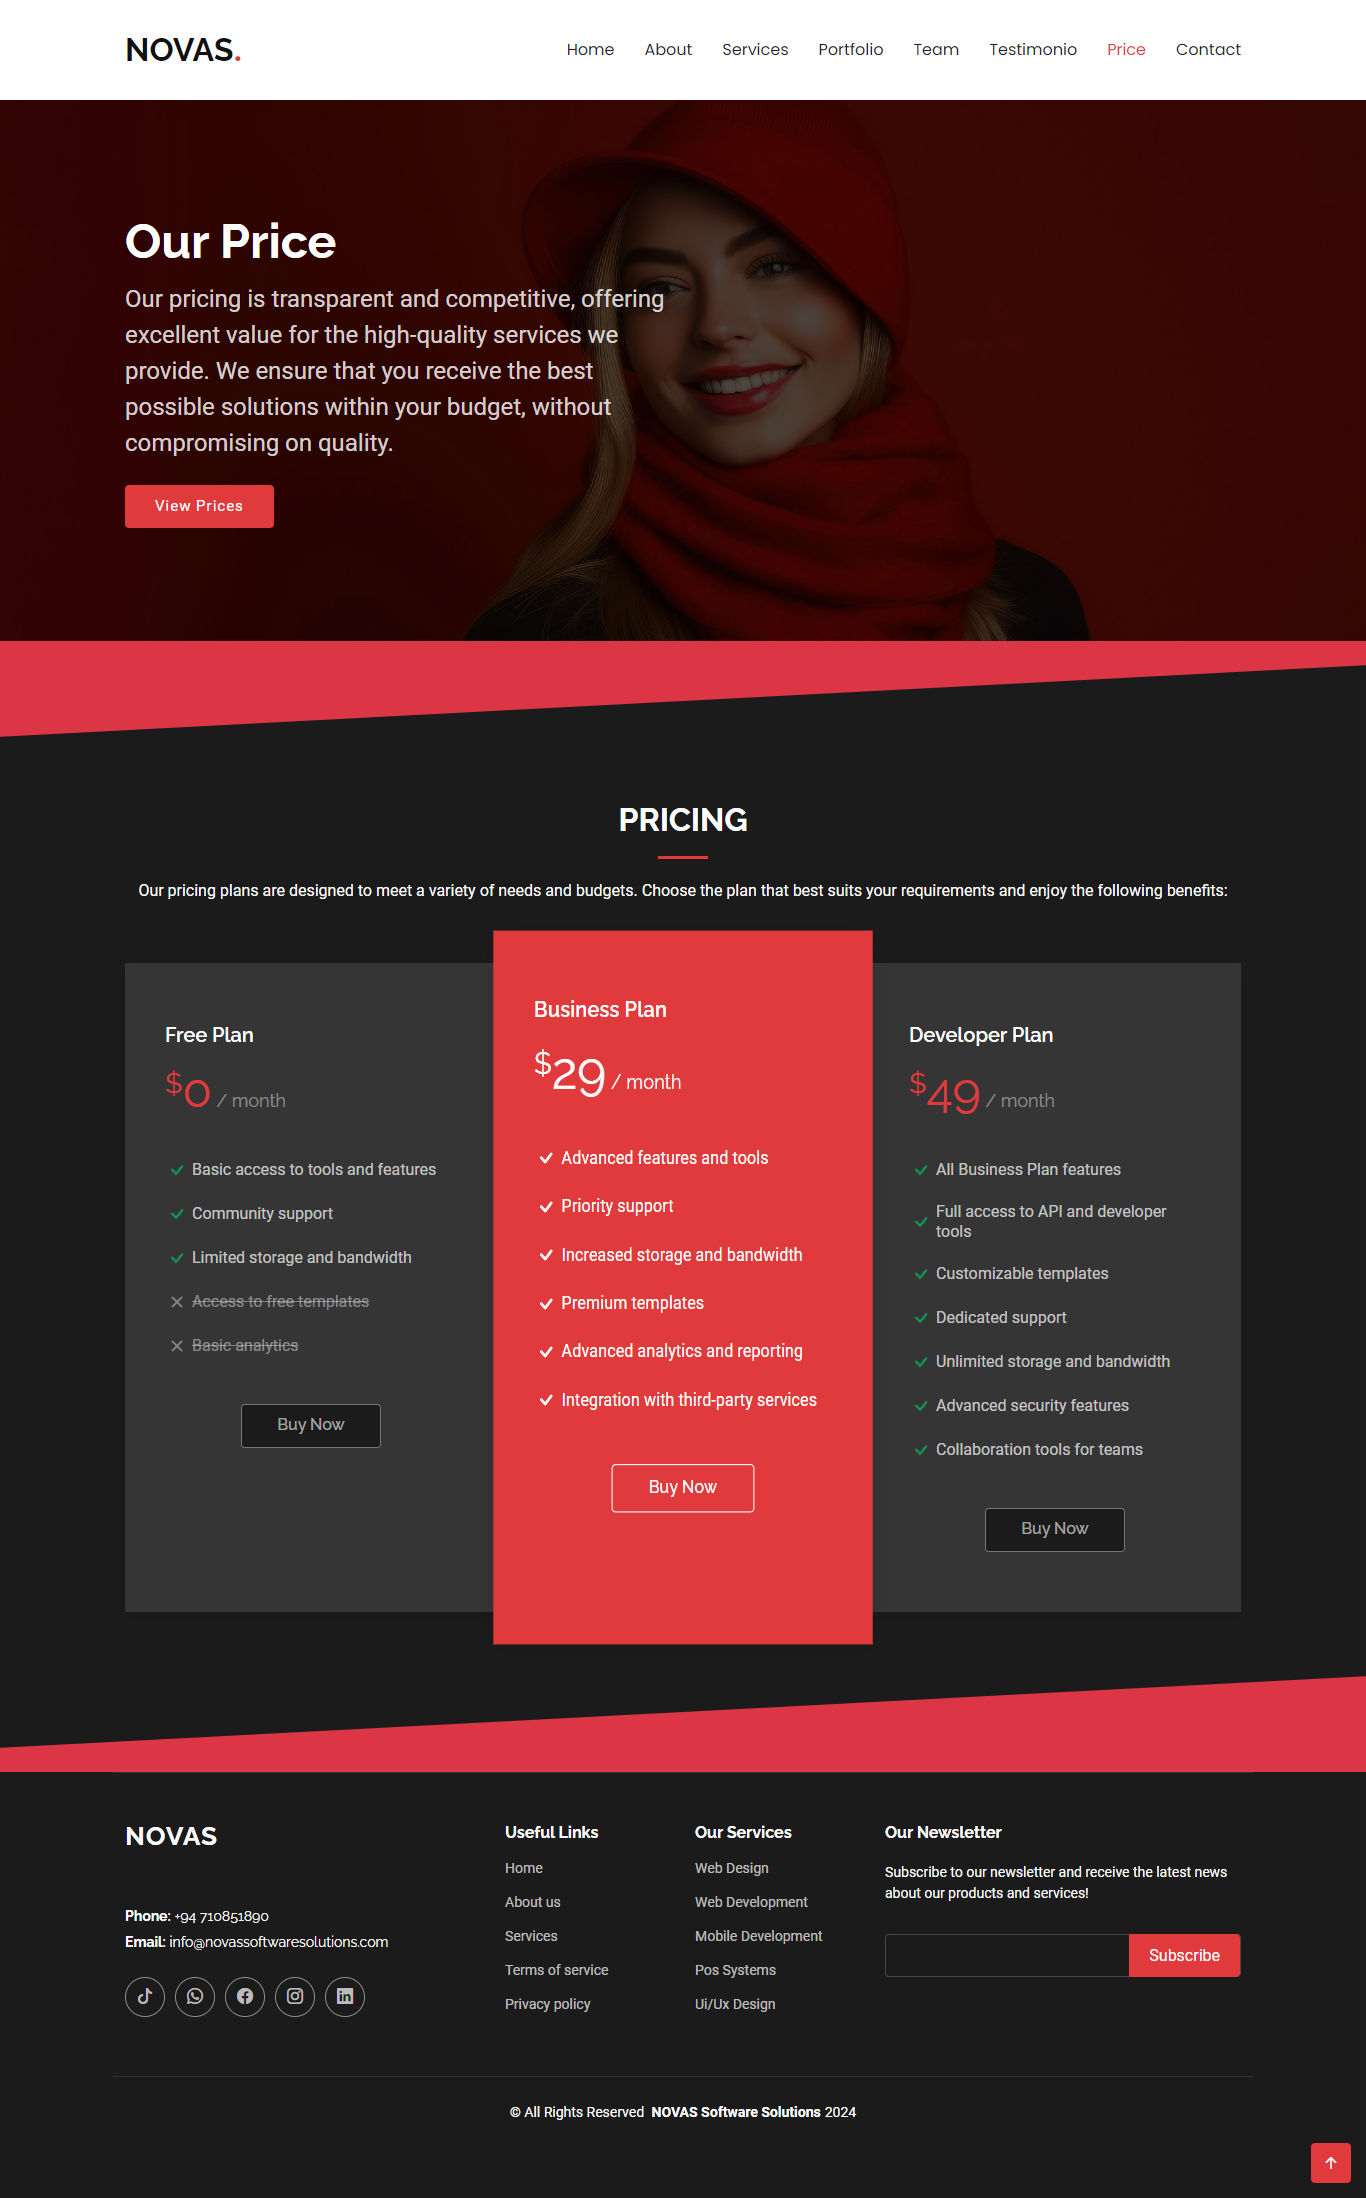 NOVAS.
Home About Services Portfolio Team Testimonio Price Contact
Our Price
Our pricing is transparent and competitive, offering
excellent value for the high-quality services we
provide. We ensure that you receive the best
possible solutions within your budget, without
compromising on quality.
View Prices
PRICING
Our pricing plans are designed to meet a variety of needs and budgets. Choose the plan that best suits your requirements and enjoy the following benefits:
Free Plan
$0 / month
Basic access to tools and features
Community support
Limited storage and bandwidth
Access to free templates
Basic analytics
Buy Now
Business Plan
$29 / month
Advanced features and tools
Priority support
Increased storage and bandwidth
Premium templates
Advanced analytics and reporting
Integration with third-party services
Buy Now
Developer Plan
$49 / month
All Business Plan features
Full access to API and developer
tools
Customizable templates
Dedicated support
Unlimited storage and bandwidth
Advanced security features
Collaboration tools for teams
Buy Now
NOVAS
Phone: +94 710851890
Email: info@novassoftwaresolutions.com
Useful Links
Home
About us
Services
Terms of service
Privacy policy
Our Services
Web Design
Web Development
Mobile Development
Pos Systems
Ui/Ux Design
Our Newsletter
Subscribe to our newsletter and receive the latest news
about our products and services!
Subscribe
© All Rights Reserved NOVAS Software Solutions 2024